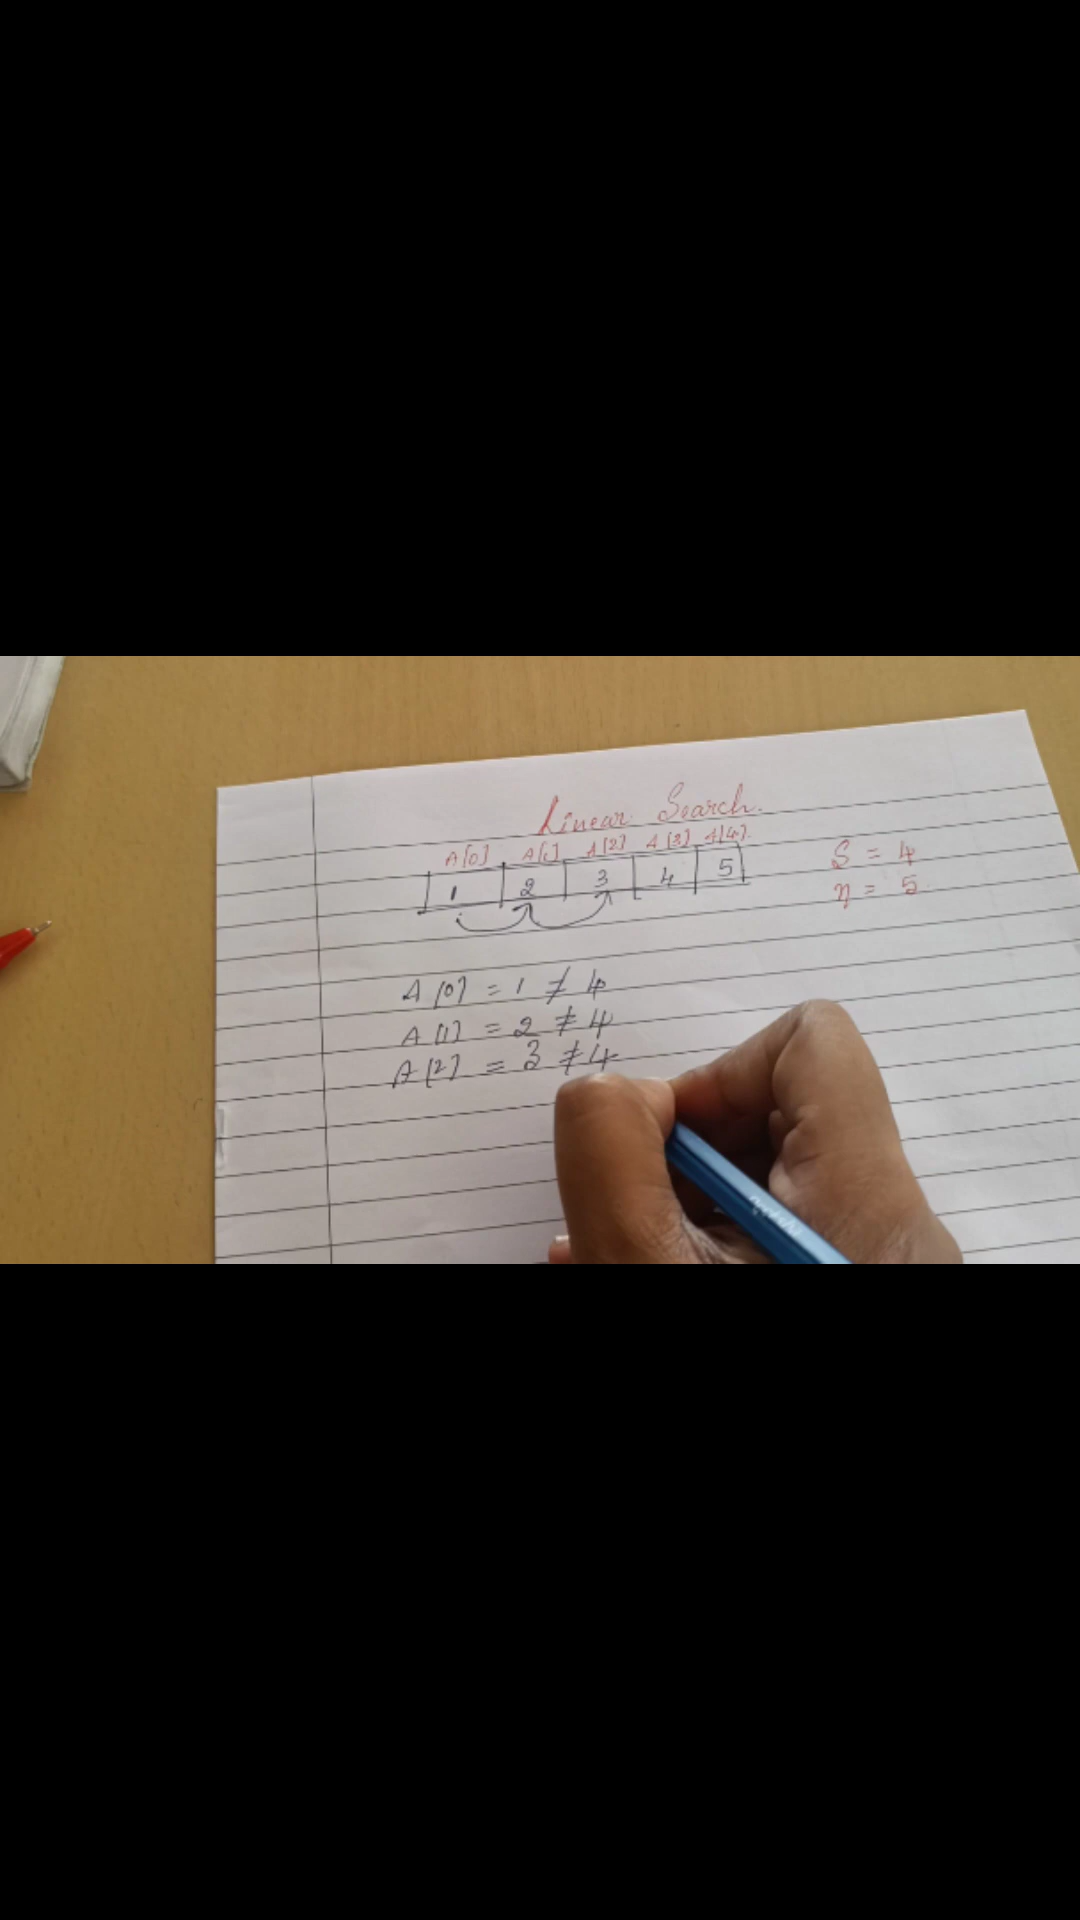 Linear Search.
A[0] A[1] A[2] A[3] A[4].
1 2 3 4 5
S = 4
n = 5
A[0] = 1 ≠ 4
A[1] = 2 ≠ 4
A[2] = 3 ≠ 4